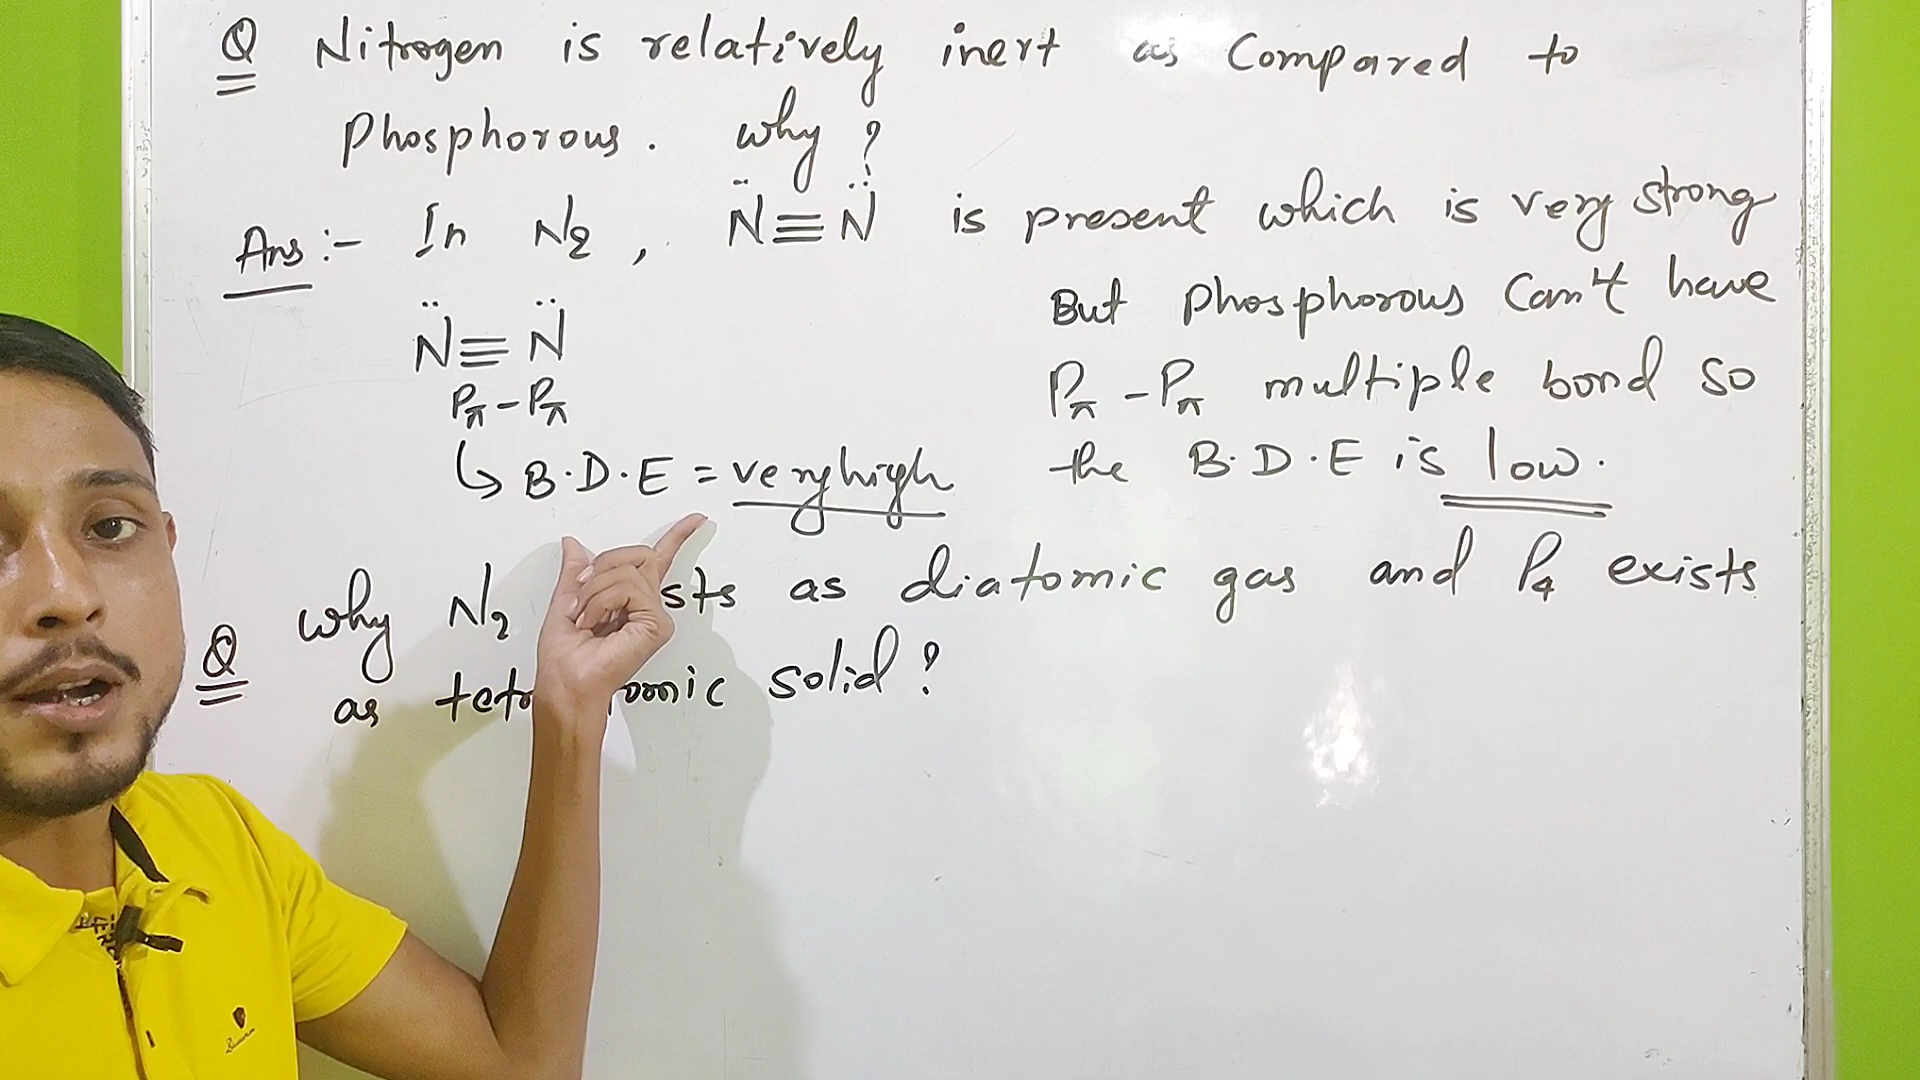 Q Nitrogen is relatively inert as Compared to
Phosphorous. why?
Ans :- In N2, N̈≡N̈ is present which is very strong
N̈≡N̈
Pπ-Pπ
↳ B.D.E = very high
But Phosphorous Can't have
Pπ-Pπ multiple bond so
the B.D.E is low.
Q why N2 sts as diatomic gas and P4 exists
as tetr omic solid?